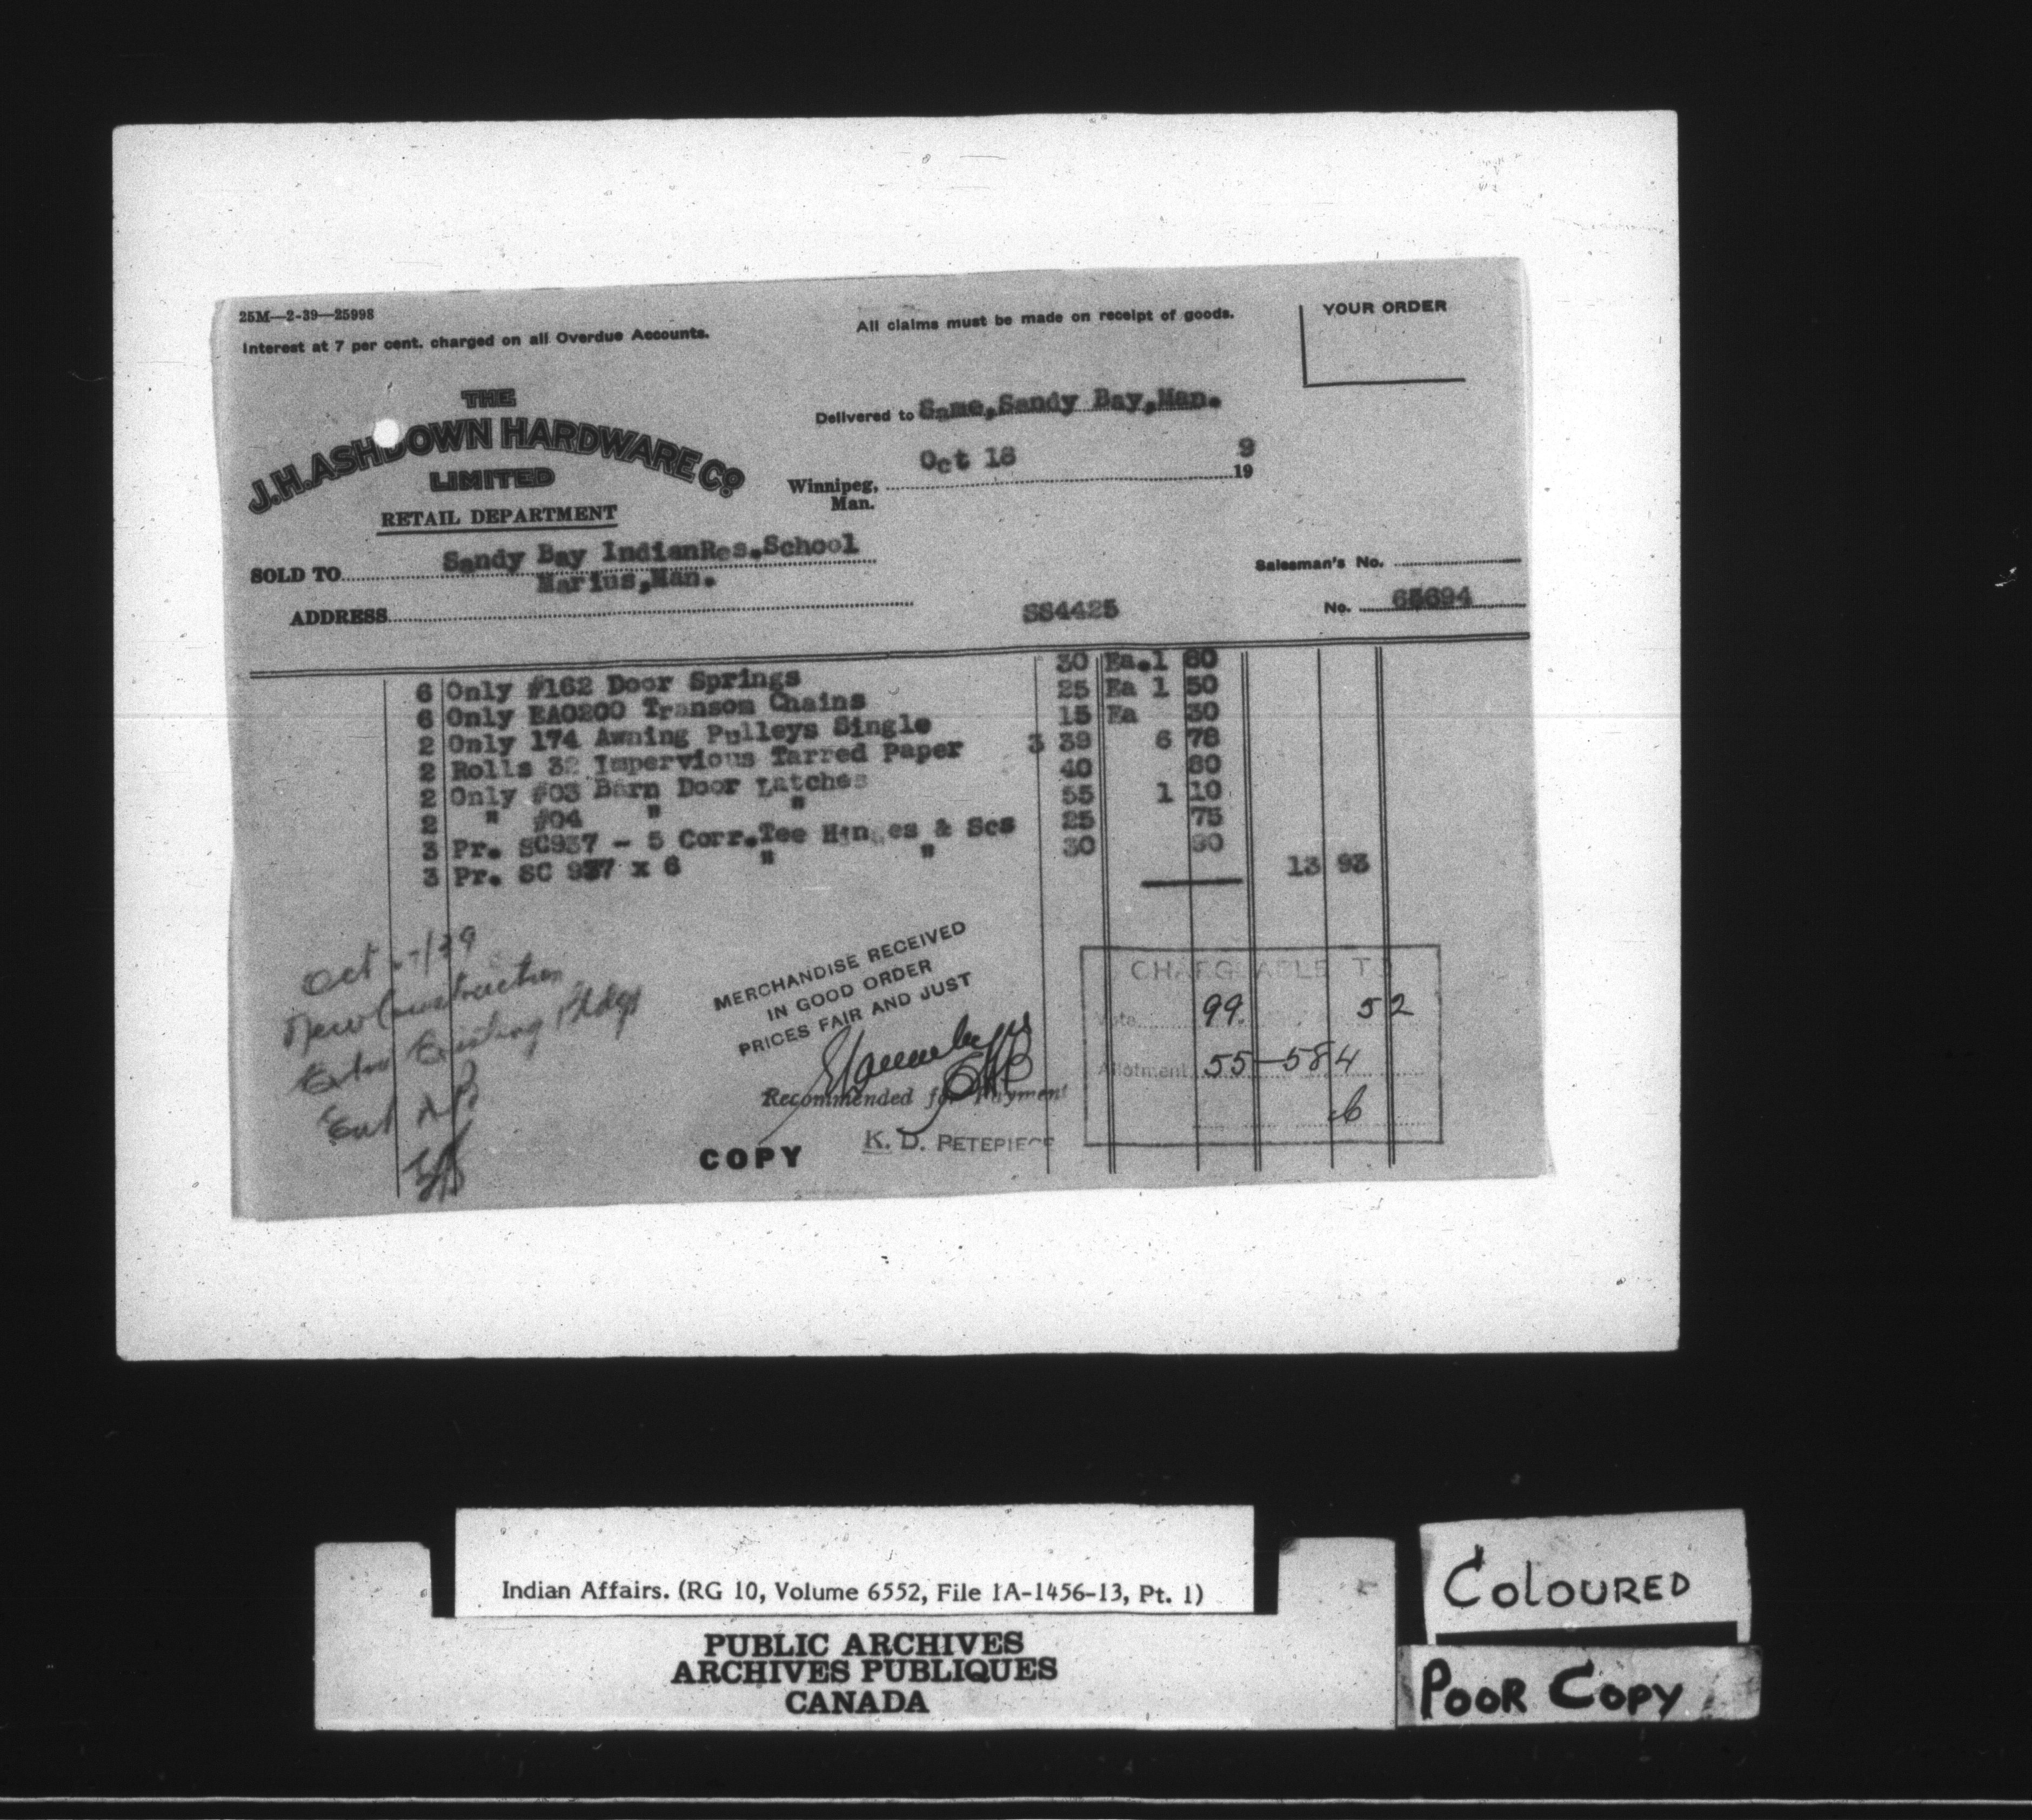 25M—2-39—25998
Interest at 7 per cent. charged on all Overdue Accounts.
All claims must be made on receipt of goods.
YOUR ORDER
THE
J.H. ASHDOWN HARDWARE CO.
LIMITED
RETAIL DEPARTMENT
Delivered to Same, Sandy Bay, Man.
Winnipeg, Man. Oct 18 19 9
SOLD TO Sandy Bay IndianRes. School
Marius, Man.
ADDRESS
Salesman's No.
SS4425
No. 65694
6 Only #162 Door Springs 30 Ea. 1 80
6 Only EA0200 Transom Chains 25 Ea 1 50
2 Only 174 Awning Pulleys Single 15 Ea 30
2 Rolls 32 Impervious Tarred Paper 3 39 6 78
2 Only #03 Barn Door Latches 40 80
2 " #04 " " 55 1 10
3 Pr. SC937 - 5 Corr. Tee Hinges & Scs 25 75
3 Pr. SC 937 x 6 " " 30 90
13 93
Oct /39
New Construction
Existing Bldgs
MERCHANDISE RECEIVED
IN GOOD ORDER
PRICES FAIR AND JUST
Recommended for Payment
K. D. PETEPIECE
COPY
CHARGEABLE TO
Vote 99. 52
Allotment 55-584
Indian Affairs. (RG 10, Volume 6552, File 1A-1456-13, Pt. 1)
PUBLIC ARCHIVES
ARCHIVES PUBLIQUES
CANADA
COLOURED
POOR COPY